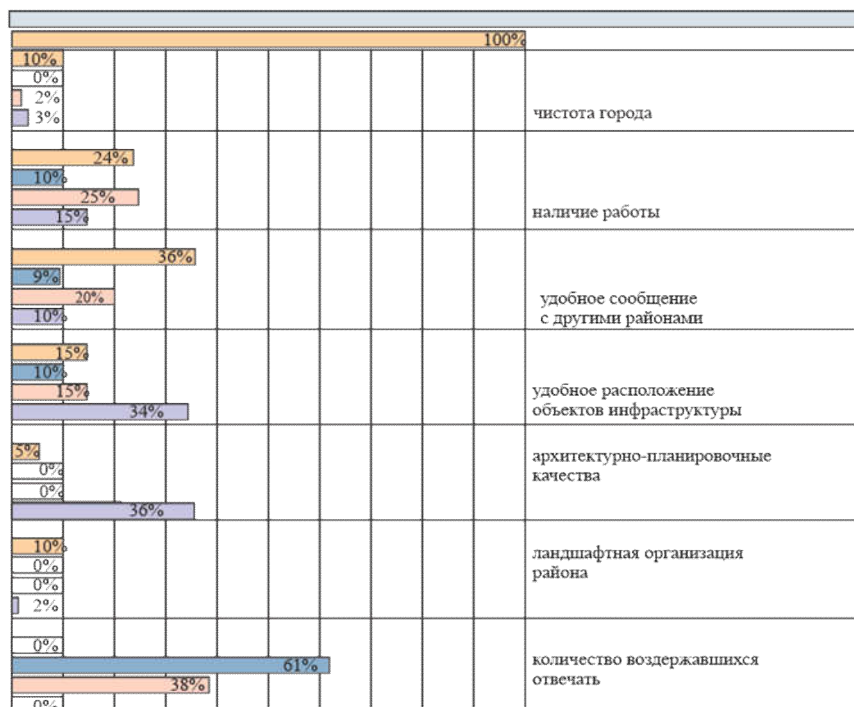 100%
10%
0%
2%
3%
чистота города
24%
10%
25%
15%
наличие работы
36%
9%
20%
10%
удобное сообщение
с другими районами
15%
10%
15%
34%
удобное расположение
объектов инфраструктуры
5%
0%
0%
36%
архитектурно-планировочные
качества
10%
0%
0%
2%
ландшафтная организация
района
0%
61%
38%
0%
количество воздержавшихся
отвечать